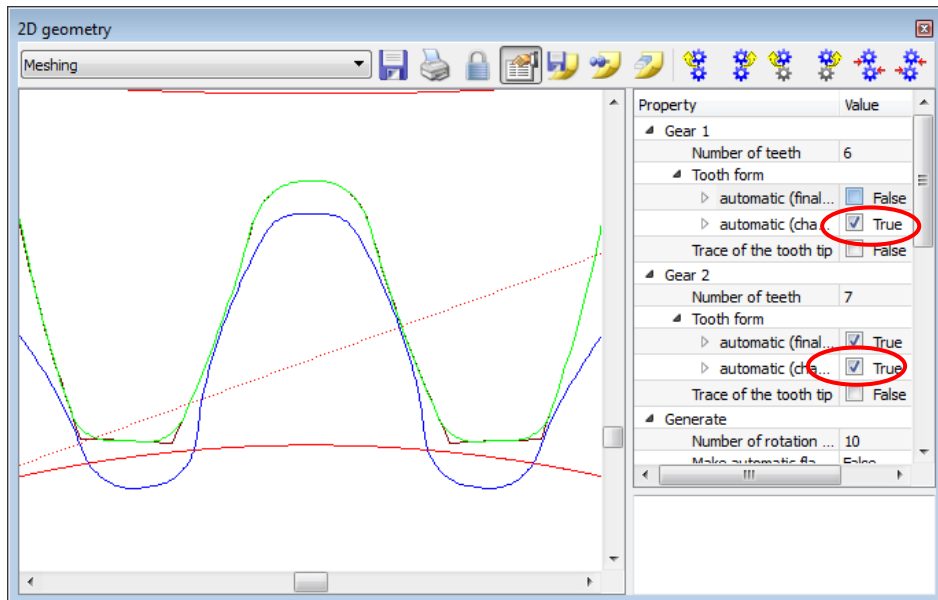 2D geometry
Meshing
Property Value
Gear 1
Number of teeth 6
Tooth form
automatic (final... False
automatic (cha... True
Trace of the tooth tip False
Gear 2
Number of teeth 7
Tooth form
automatic (final... True
automatic (cha... True
Trace of the tooth tip False
Generate
Number of rotation ... 10
Make automatic fla... False